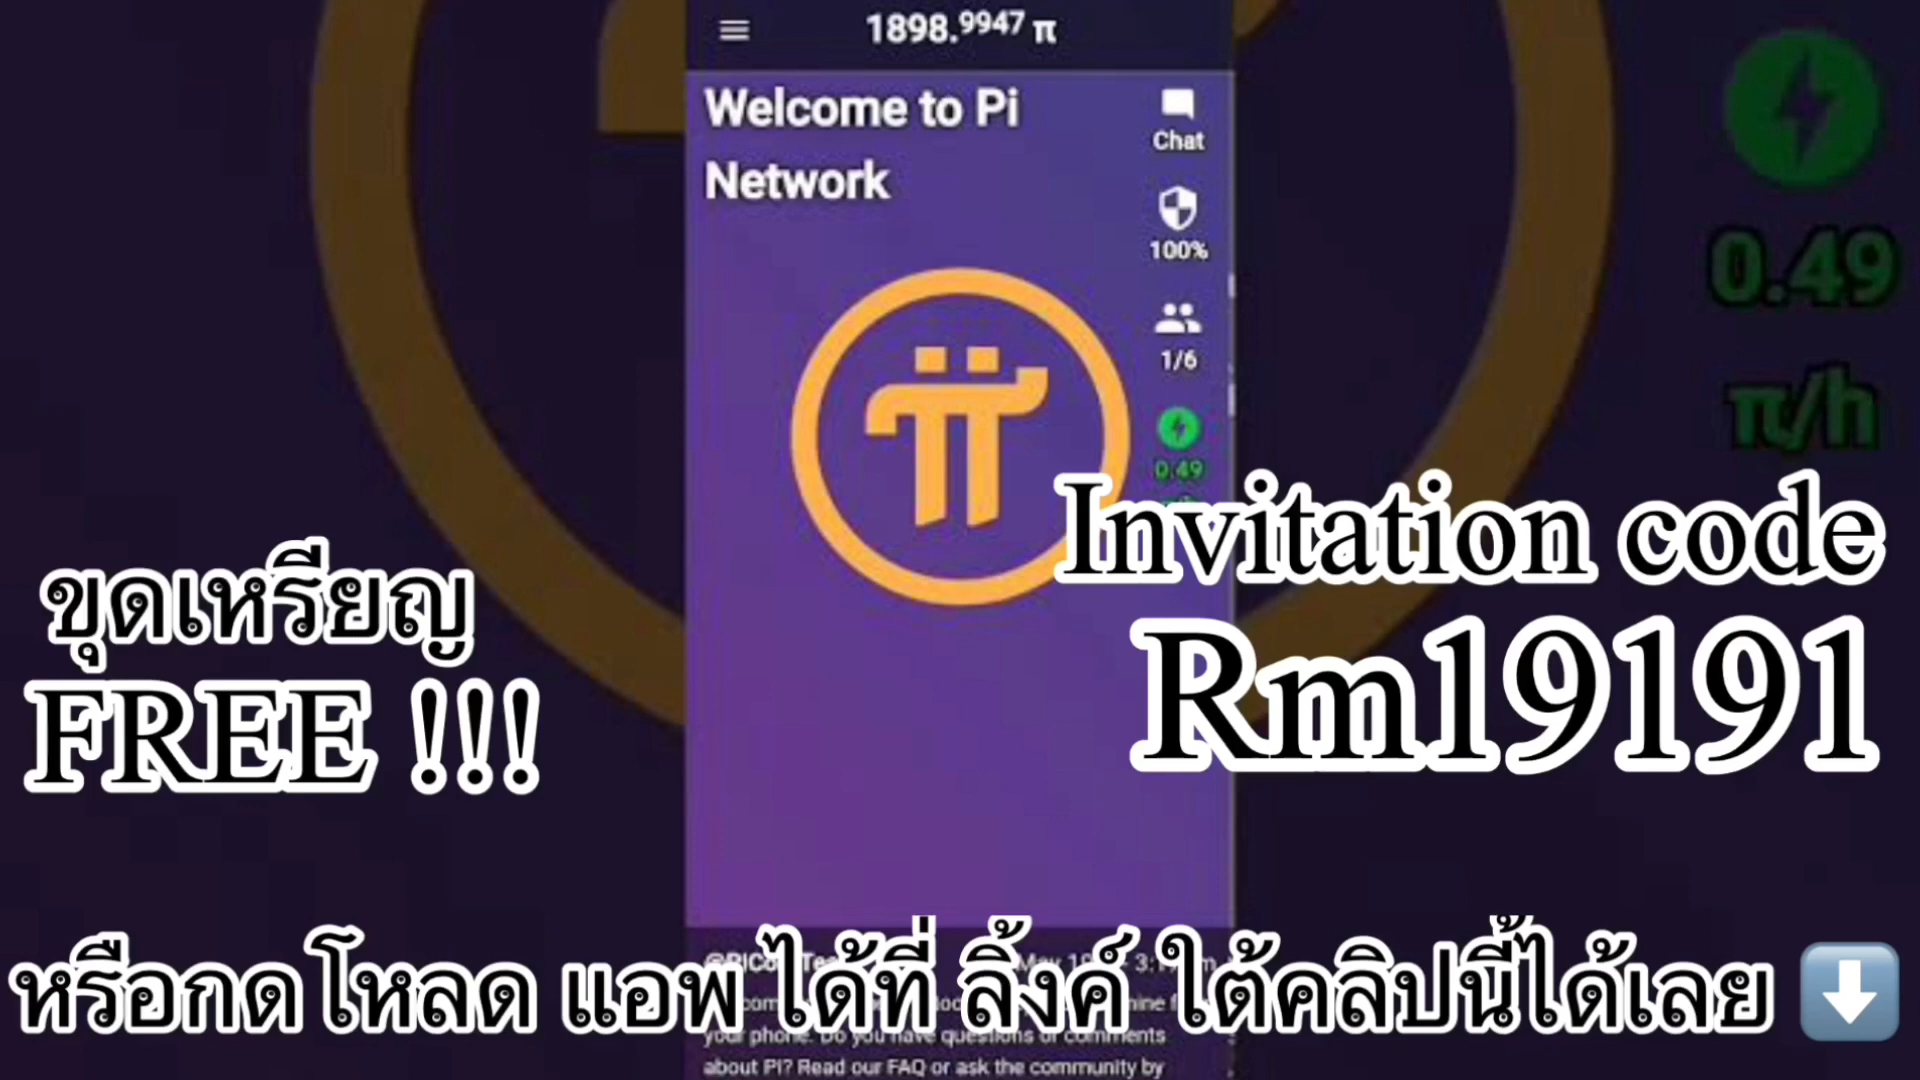 1898.9947 π
Welcome to Pi
Network
Chat
100%
1/6
0.49
0.49
π/h
Invitation code
Rm19191
ขุดเหรียญ
FREE !!!
หรือกดโหลด แอพ ได้ที่ ลิ้งค์ ใต้คลิปนี้ได้เลย
your phone. Do you have questions or comments
about Pi? Read our FAQ or ask the community by